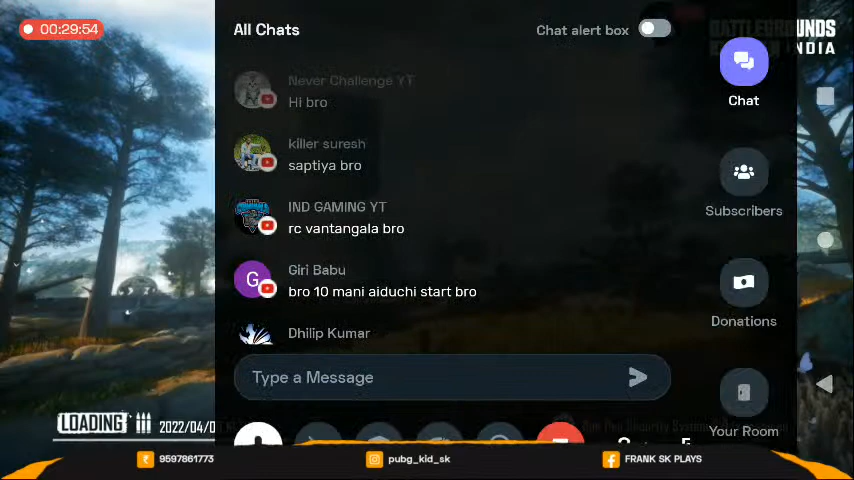 00:29:54
All Chats
Chat alert box
INDIA
Chat
Never Challenge YT
Hi bro
killer suresh
saptiya bro
Subscribers
IND GAMING YT
rc vantangala bro
Giri Babu
bro 10 mani aiduchi start bro
Donations
Dhilip Kumar
Type a Message
LOADING
2022/04/0
Your Room
9597861773
pubg_kid_sk
FRANK SK PLAYS